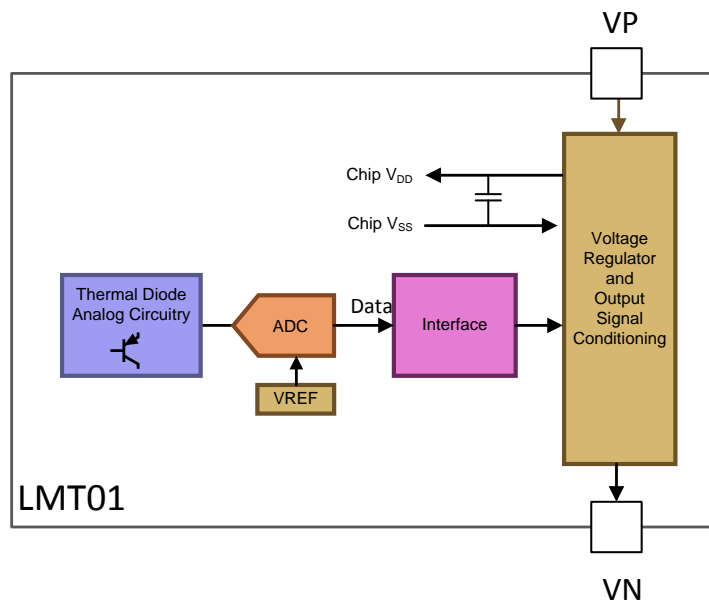 VP
Chip VDD
Chip VSS
Voltage
Regulator
and
Output
Signal
Conditioning
Thermal Diode
Analog Circuitry
ADC
Data
Interface
VREF
LMT01
VN